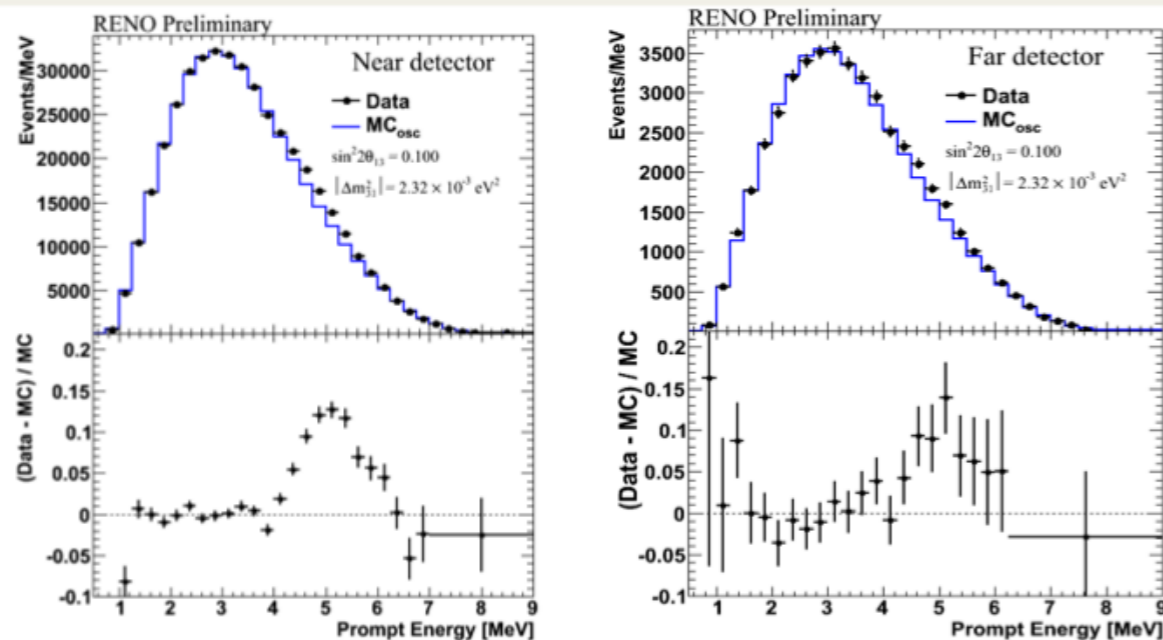 RENO Preliminary
Near detector
Data
MCosc
sin²2θ₁₃ = 0.100
|Δm²₃₁| = 2.32 × 10⁻³ eV²
Events/MeV
30000
25000
20000
15000
10000
5000
(Data - MC) / MC
0.2
0.15
0.1
0.05
0
-0.05
-0.1
1 2 3 4 5 6 7 8 9
Prompt Energy [MeV]
RENO Preliminary
Far detector
Data
MCosc
sin²2θ₁₃ = 0.100
|Δm²₃₁| = 2.32 × 10⁻³ eV²
Events/MeV
3500
3000
2500
2000
1500
1000
500
(Data - MC) / MC
0.2
0.15
0.1
0.05
0
-0.05
-0.1
1 2 3 4 5 6 7 8 9
Prompt Energy [MeV]